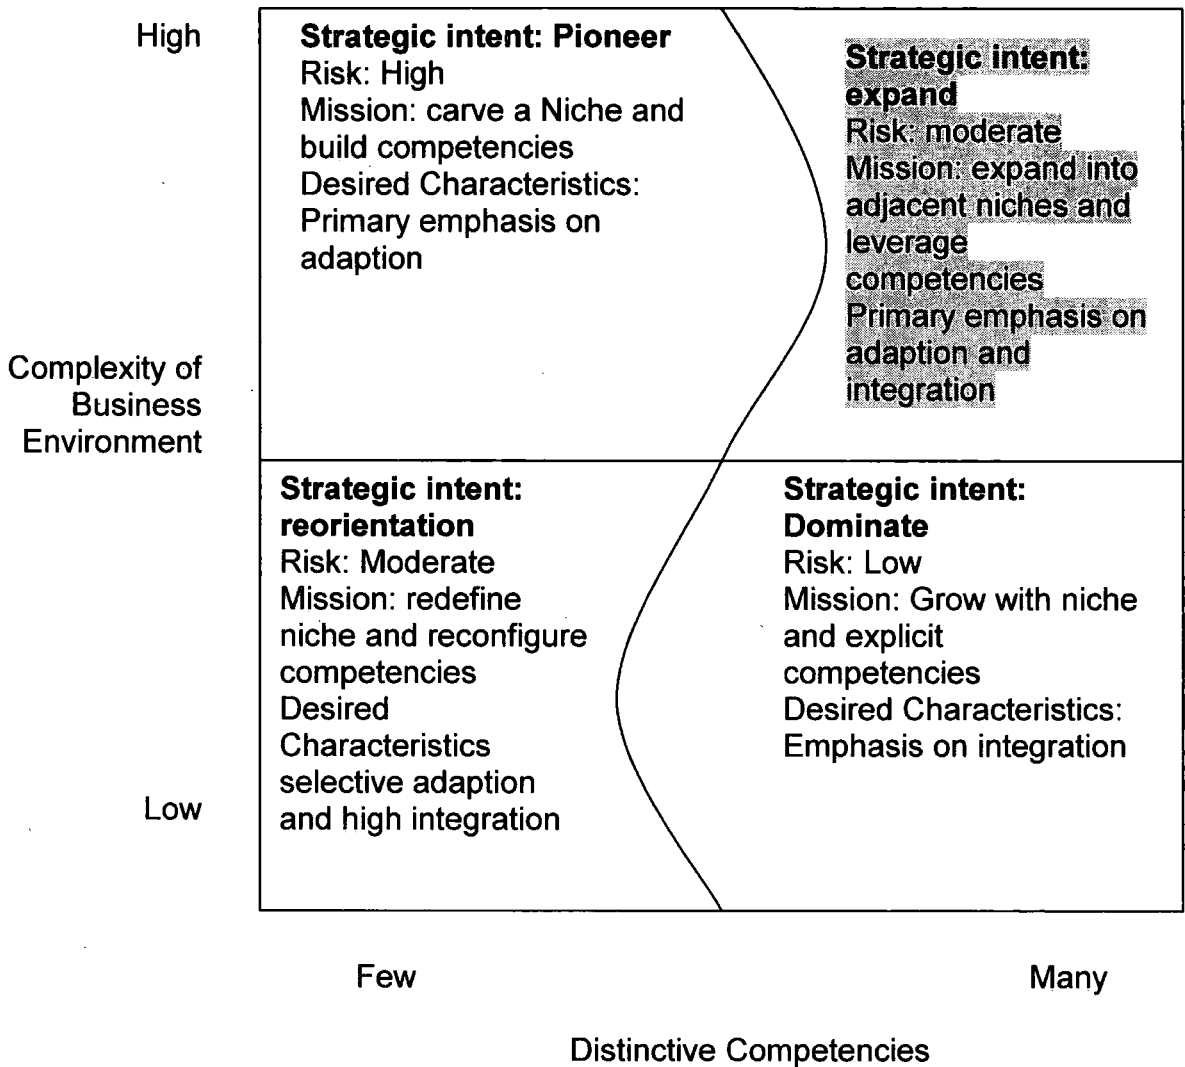 High
Strategic intent: Pioneer
Risk: High
Mission: carve a Niche and
build competencies
Desired Characteristics:
Primary emphasis on
adaption
Strategic intent:
expand
Risk: moderate
Mission: expand into
adjacent niches and
leverage
competencies
Primary emphasis on
adaption and
integration
Complexity of
Business
Environment
Strategic intent:
reorientation
Risk: Moderate
Mission: redefine
niche and reconfigure
competencies
Desired
Characteristics
selective adaption
and high integration
Strategic intent:
Dominate
Risk: Low
Mission: Grow with niche
and explicit
competencies
Desired Characteristics:
Emphasis on integration
Low
Few
Many
Distinctive Competencies